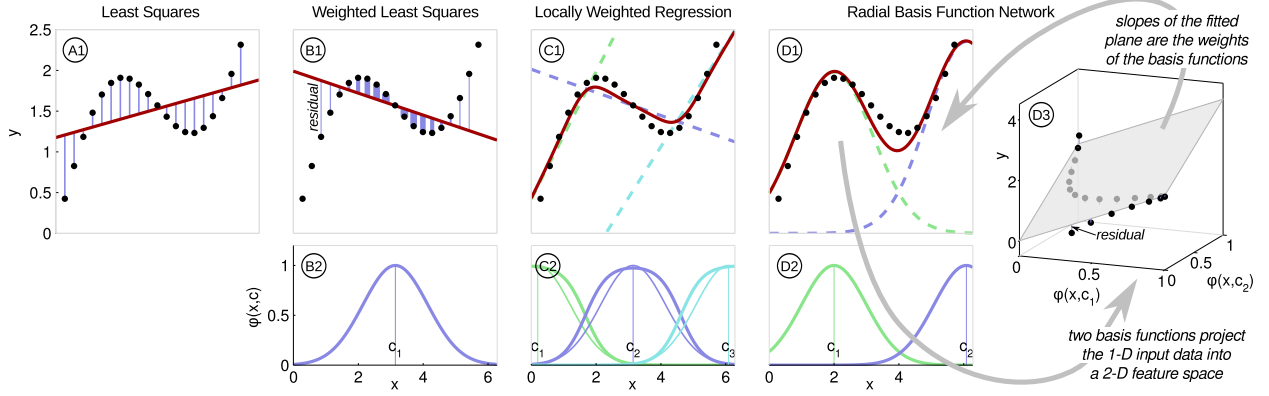 Least Squares
Weighted Least Squares
Locally Weighted Regression
Radial Basis Function Network
slopes of the fitted
plane are the weights
of the basis functions
A1
B1
C1
D1
D3
2.5
2
1.5
1
0.5
0
y
residual
4
2
0
y
residual
0
0.5
1
0
0.5
1
φ(x,c1)
φ(x,c2)
B2
C2
D2
1
0.5
0
φ(x,c)
c1
c1
c2
c3
c1
c2
0 2 4 6
0 2 4 6
0 2 4 6
x
x
x
two basis functions project
the 1-D input data into
a 2-D feature space